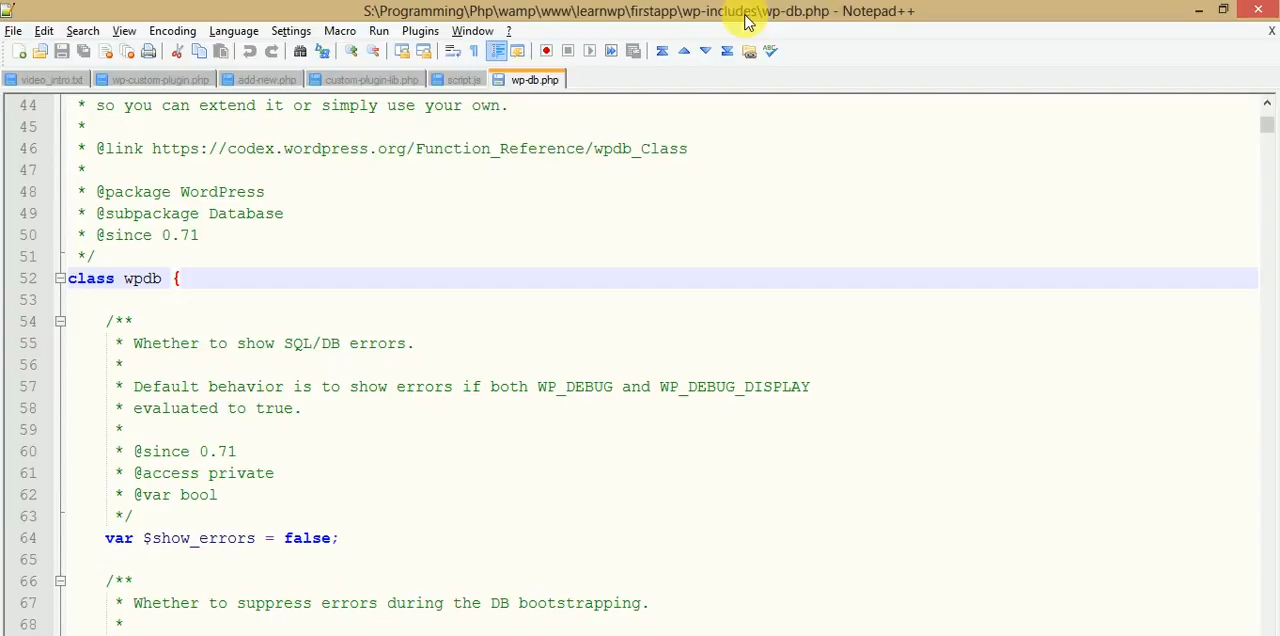 S:\Programming\Php\wamp\www\learnwp\firstapp\wp-includes\wp-db.php - Notepad++
File Edit Search View Encoding Language Settings Macro Run Plugins Window ? X
video_intro.txt wp-custom-plugin.php add-new.php custom-plugin-lib.php script.js wp-db.php
44 * so you can extend it or simply use your own.
45 *
46 * @link https://codex.wordpress.org/Function_Reference/wpdb_Class
47 *
48 * @package WordPress
49 * @subpackage Database
50 * @since 0.71
51 */
52 class wpdb {
53
54 /**
55 * Whether to show SQL/DB errors.
56 *
57 * Default behavior is to show errors if both WP_DEBUG and WP_DEBUG_DISPLAY
58 * evaluated to true.
59 *
60 * @since 0.71
61 * @access private
62 * @var bool
63 */
64 var $show_errors = false;
65
66 /**
67 * Whether to suppress errors during the DB bootstrapping.
68 *